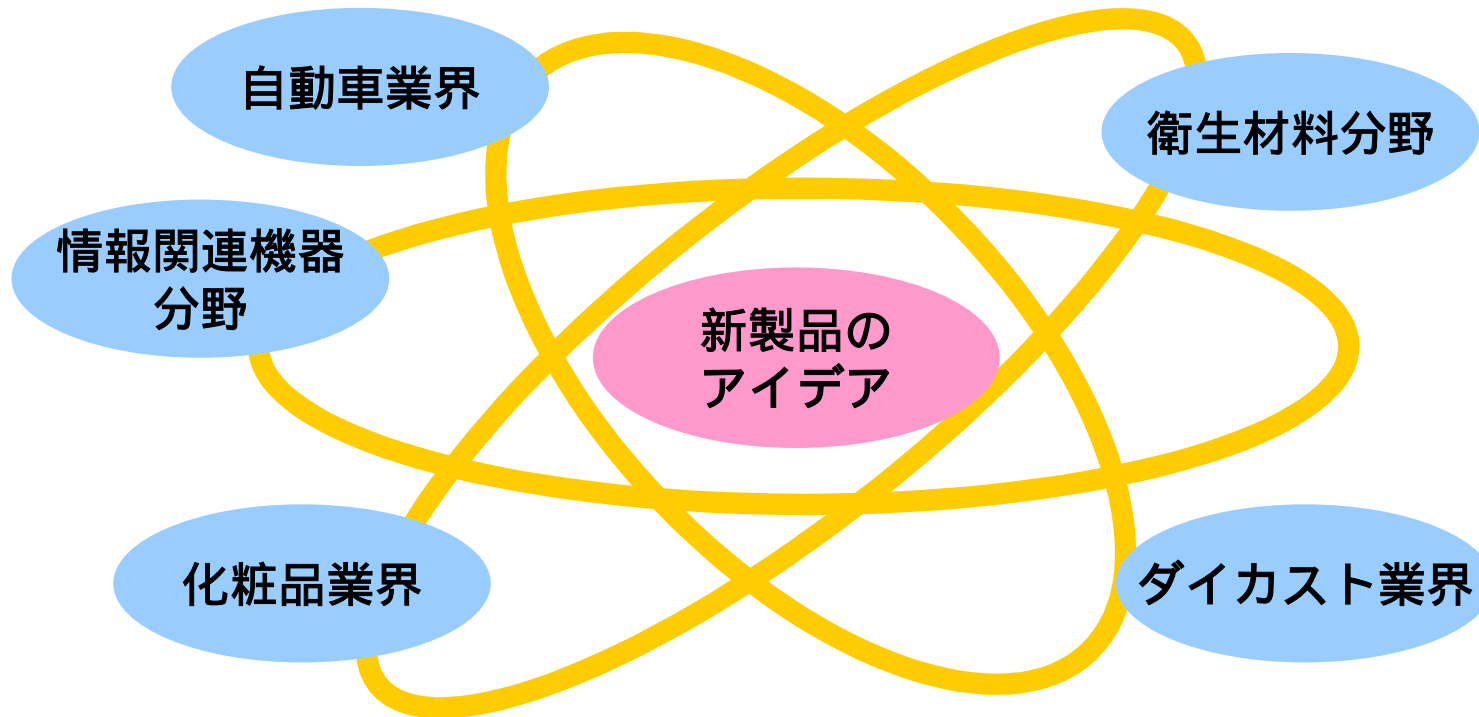 自動車業界
衛生材料分野
情報関連機器
分野
新製品の
アイデア
化粧品業界
ダイカスト業界